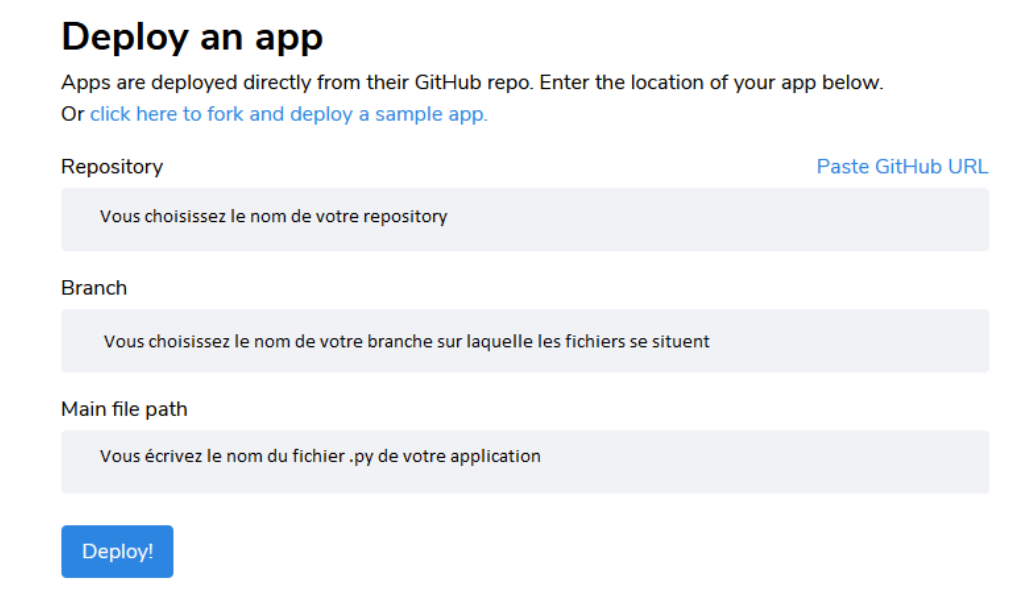 Deploy an app
Apps are deployed directly from their GitHub repo. Enter the location of your app below.
Or click here to fork and deploy a sample app.
Repository
Paste GitHub URL
Vous choisissez le nom de votre repository
Branch
Vous choisissez le nom de votre branche sur laquelle les fichiers se situent
Main file path
Vous écrivez le nom du fichier .py de votre application
Deploy!